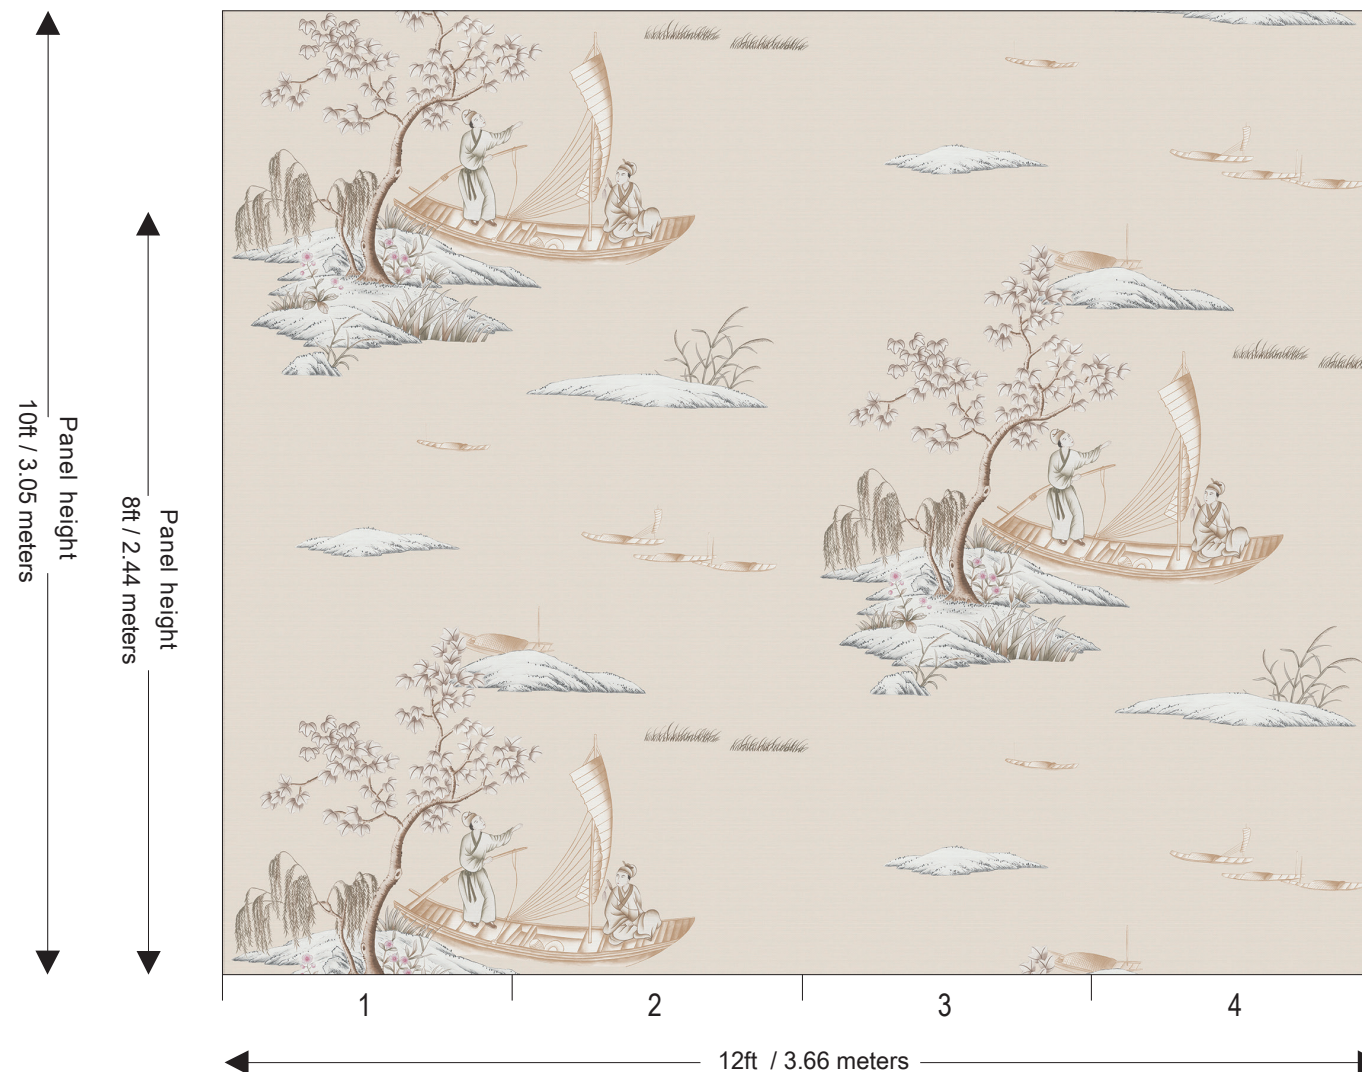 Panel height
10ft / 3.05 meters
Panel height
8ft / 2.44 meters
1
2
3
4
12ft / 3.66 meters